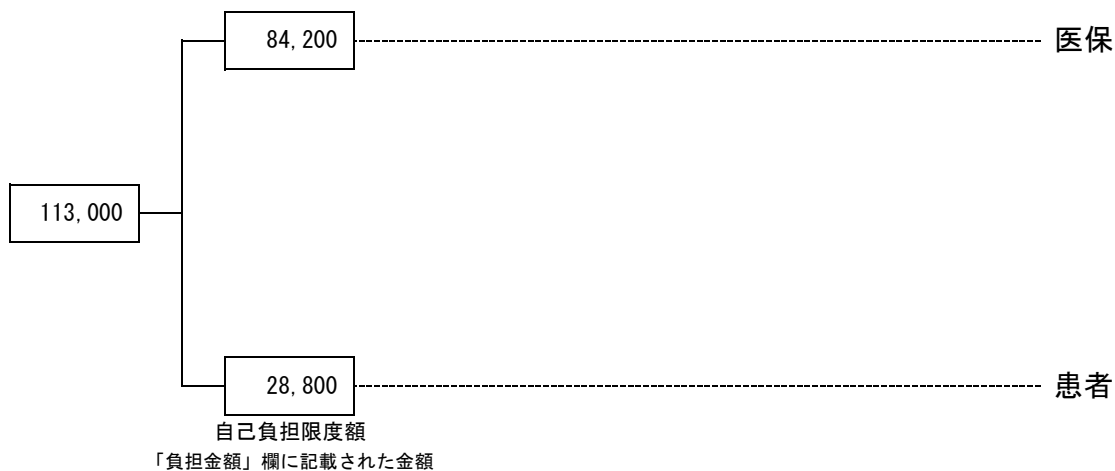 84,200 医保
113,000
28,800 患者
自己負担限度額
「負担金額」欄に記載された金額